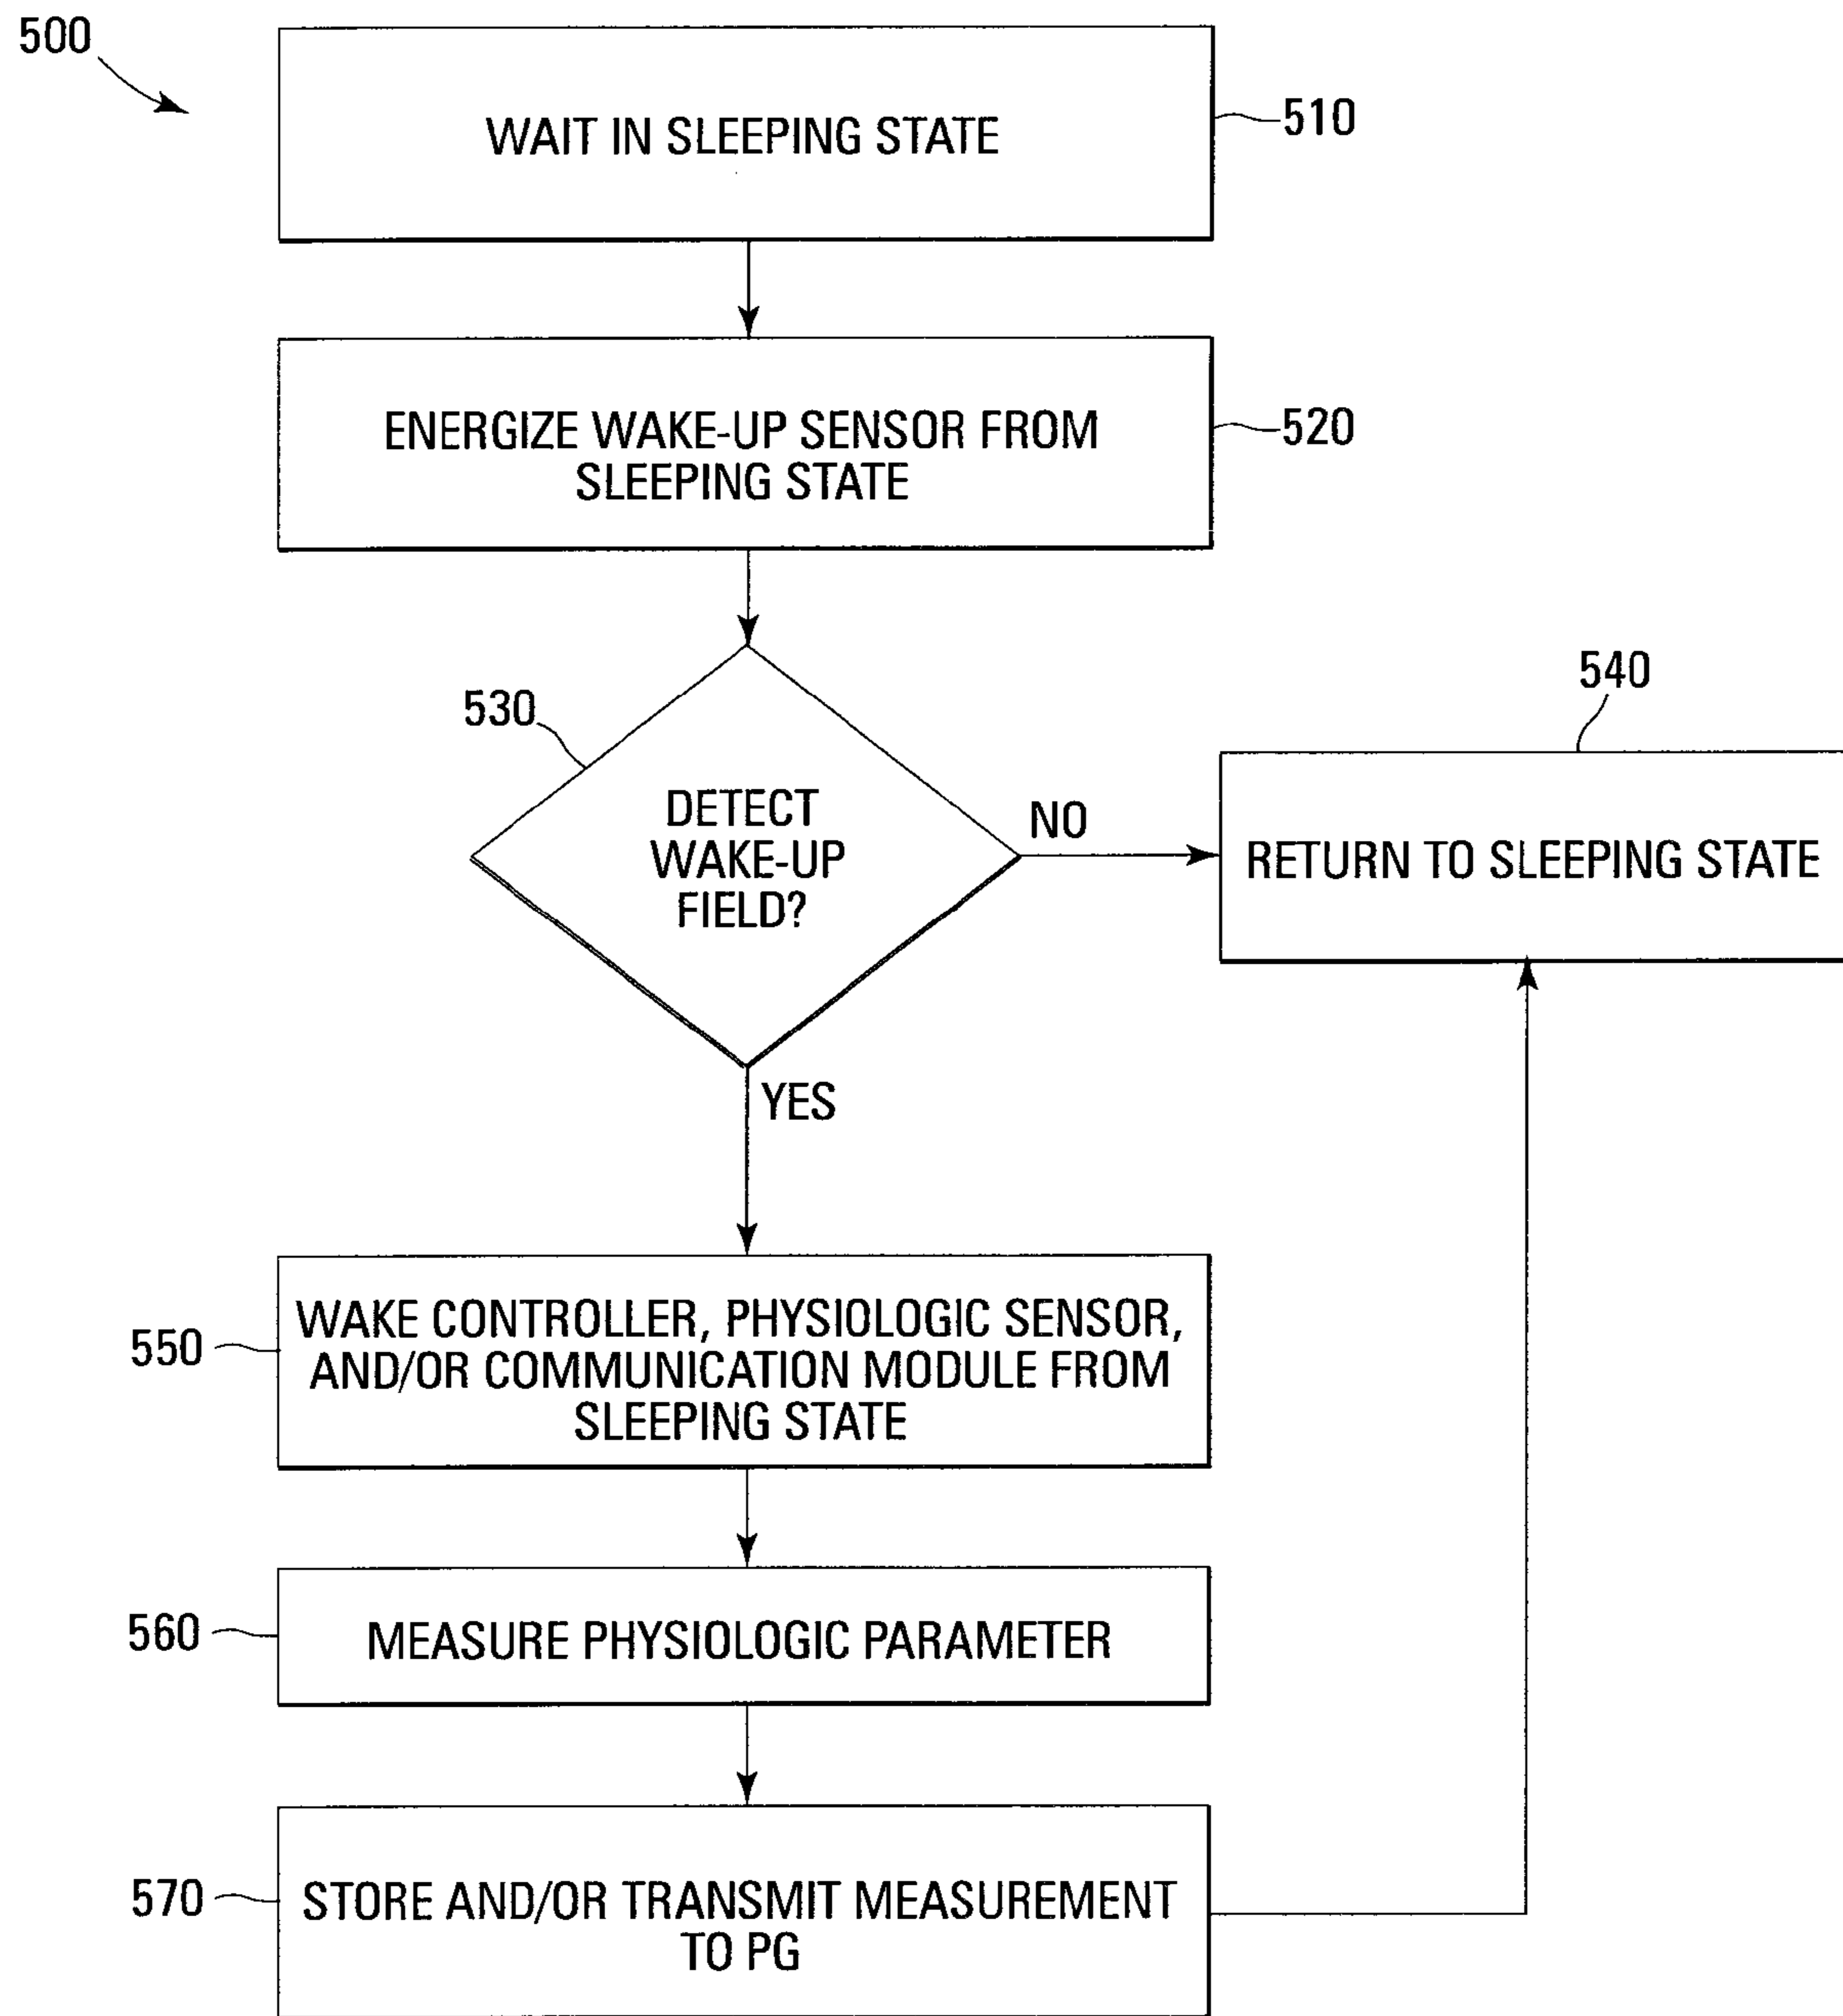 500
WAIT IN SLEEPING STATE
510
ENERGIZE WAKE-UP SENSOR FROM
SLEEPING STATE
520
530
DETECT
WAKE-UP
FIELD?
NO
540
RETURN TO SLEEPING STATE
YES
550
WAKE CONTROLLER, PHYSIOLOGIC SENSOR,
AND/OR COMMUNICATION MODULE FROM
SLEEPING STATE
560
MEASURE PHYSIOLOGIC PARAMETER
570
STORE AND/OR TRANSMIT MEASUREMENT
TO PG